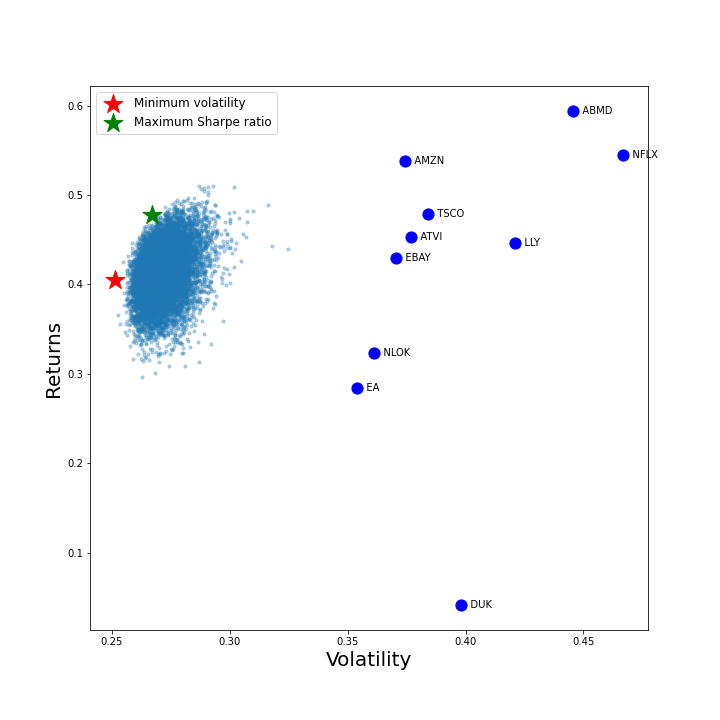 Minimum volatility
Maximum Sharpe ratio
0.6
ABMD
NFLX
AMZN
0.5
TSCO
ATVI
LLY
EBAY
0.4
Returns
NLOK
0.3
EA
0.2
0.1
DUK
0.25 0.30 0.35 0.40 0.45
Volatility